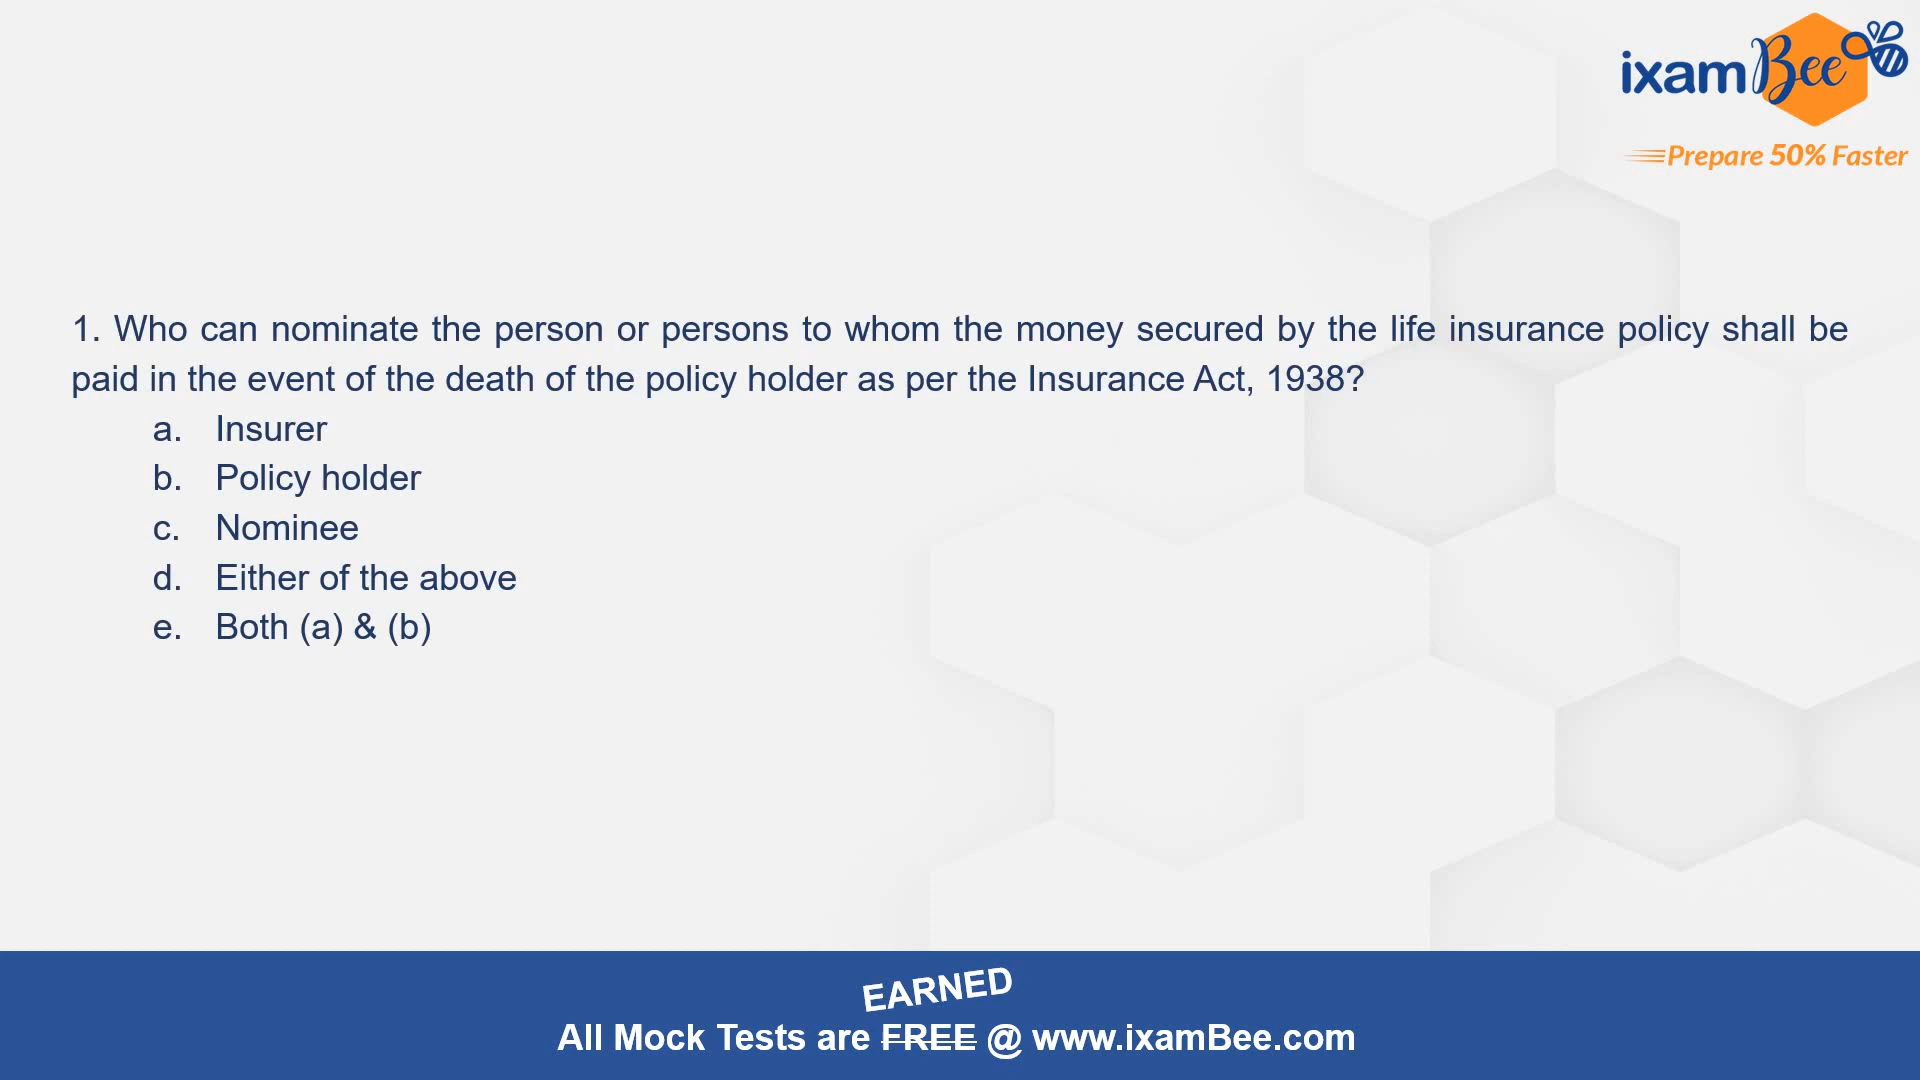 ixamBee
Prepare 50% Faster
1. Who can nominate the person or persons to whom the money secured by the life insurance policy shall be
paid in the event of the death of the policy holder as per the Insurance Act, 1938?
a. Insurer
b. Policy holder
c. Nominee
d. Either of the above
e. Both (a) & (b)
EARNED
All Mock Tests are FREE @ www.ixamBee.com